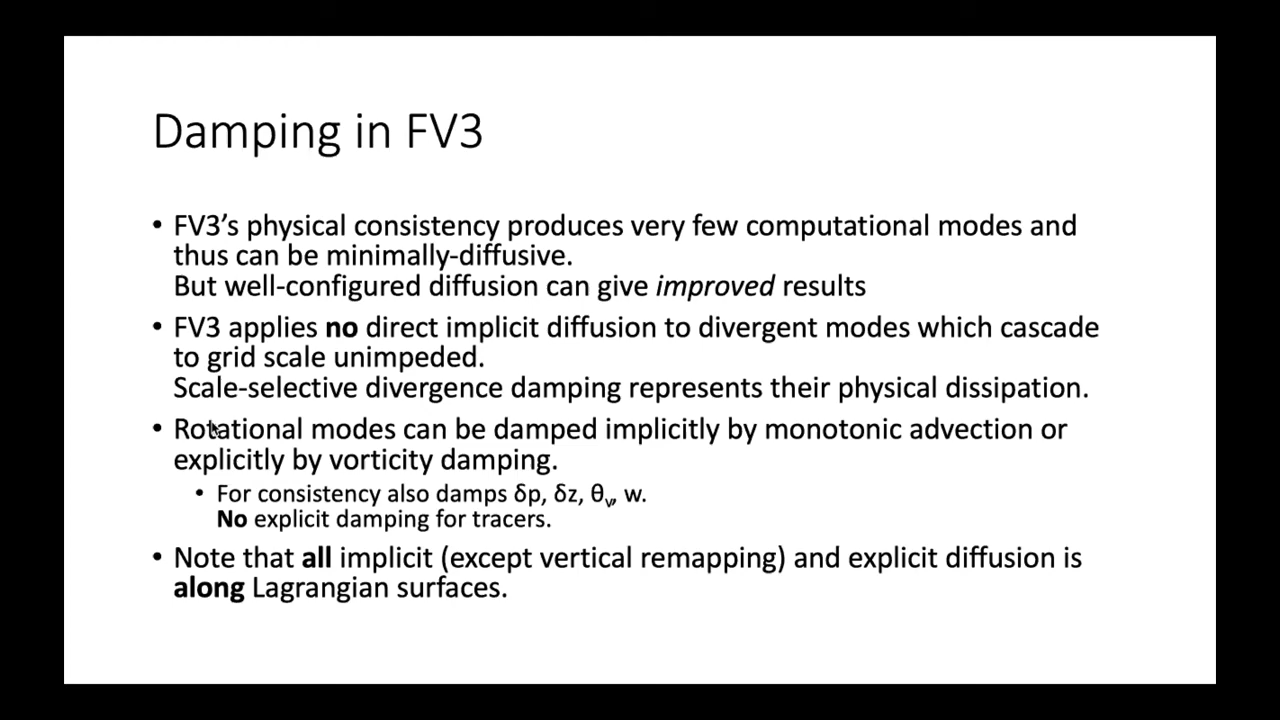 Damping in FV3
• FV3’s physical consistency produces very few computational modes and
thus can be minimally-diffusive.
But well-configured diffusion can give improved results
• FV3 applies no direct implicit diffusion to divergent modes which cascade
to grid scale unimpeded.
Scale-selective divergence damping represents their physical dissipation.
• Rotational modes can be damped implicitly by monotonic advection or
explicitly by vorticity damping.
• For consistency also damps δp, δz, θv, w.
No explicit damping for tracers.
• Note that all implicit (except vertical remapping) and explicit diffusion is
along Lagrangian surfaces.